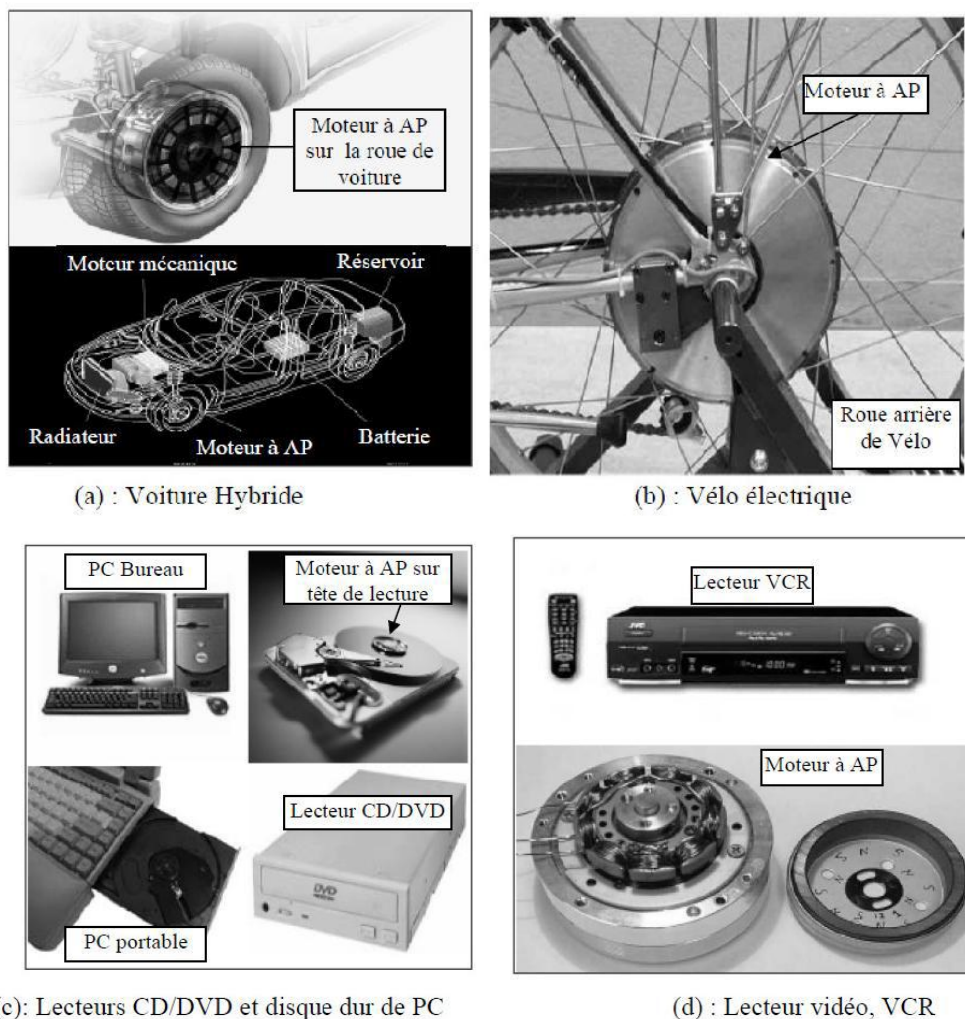 Moteur à AP
sur la roue de
voiture
Moteur mécanique
Réservoir
Radiateur
Moteur à AP
Batterie
(a) : Voiture Hybride
Moteur à AP
Roue arrière
de Vélo
(b) : Vélo électrique
PC Bureau
Moteur à AP sur
tête de lecture
Lecteur CD/DVD
DVD
PC portable
(c): Lecteurs CD/DVD et disque dur de PC
Lecteur VCR
JVC
Moteur à AP
S N S
N N
S S
N N
S N S
(d) : Lecteur vidéo, VCR